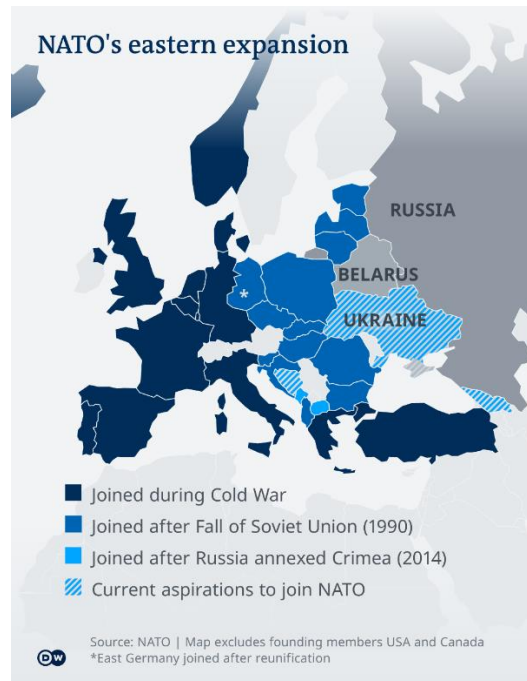 NATO's eastern expansion
RUSSIA
BELARUS
UKRAINE
*
Joined during Cold War
Joined after Fall of Soviet Union (1990)
Joined after Russia annexed Crimea (2014)
Current aspirations to join NATO
Source: NATO | Map excludes founding members USA and Canada
*East Germany joined after reunification
DW